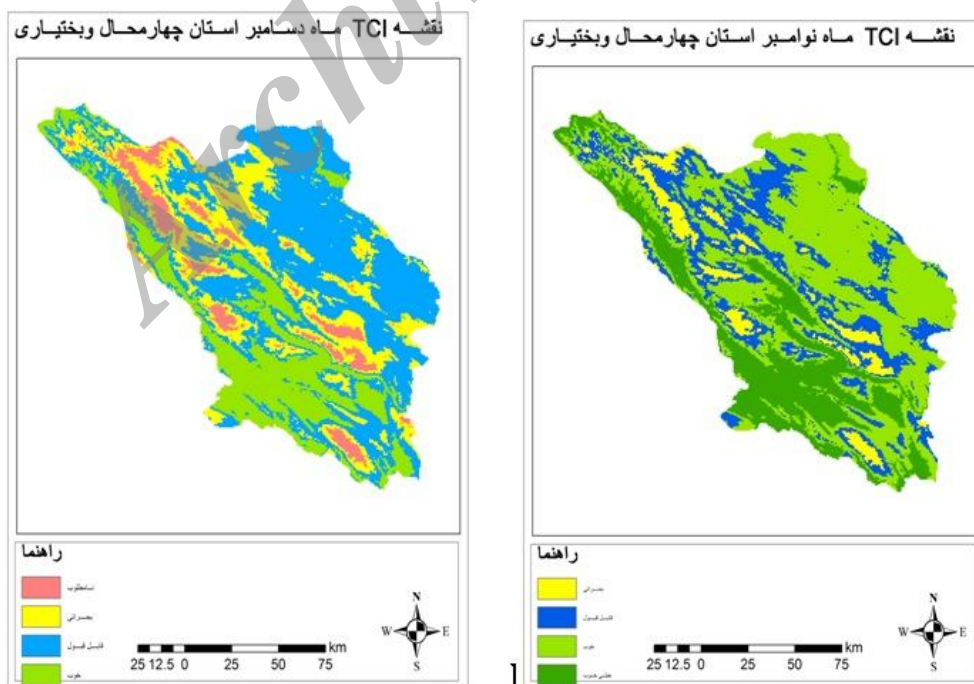 نقشه TCI ماه دسامبر استان چهارمحال وبختیاری
راهنما
نامطلوب
بحرانی
قابل قبول
خوب
N
W E
S
km
25 12.5 0 25 50 75
نقشه TCI ماه نوامبر استان چهارمحال وبختیاری
راهنما
بحرانی
قابل قبول
خوب
خیلی خوب
N
W E
S
km
25 12.5 0 25 50 75